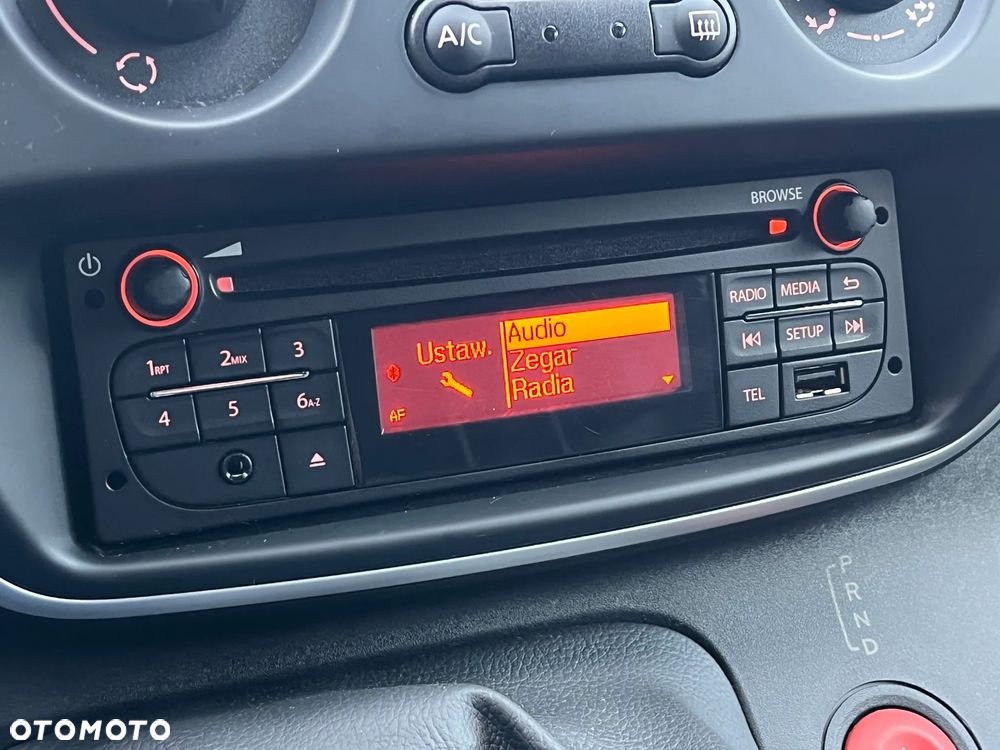 A/C
BROWSE
RADIO MEDIA
SETUP
TEL
1RPT 2MIX 3
4 5 6A-Z
Ustaw.
Audio
Zegar
Radia
AF
P
R
N
D
OTOMOTO